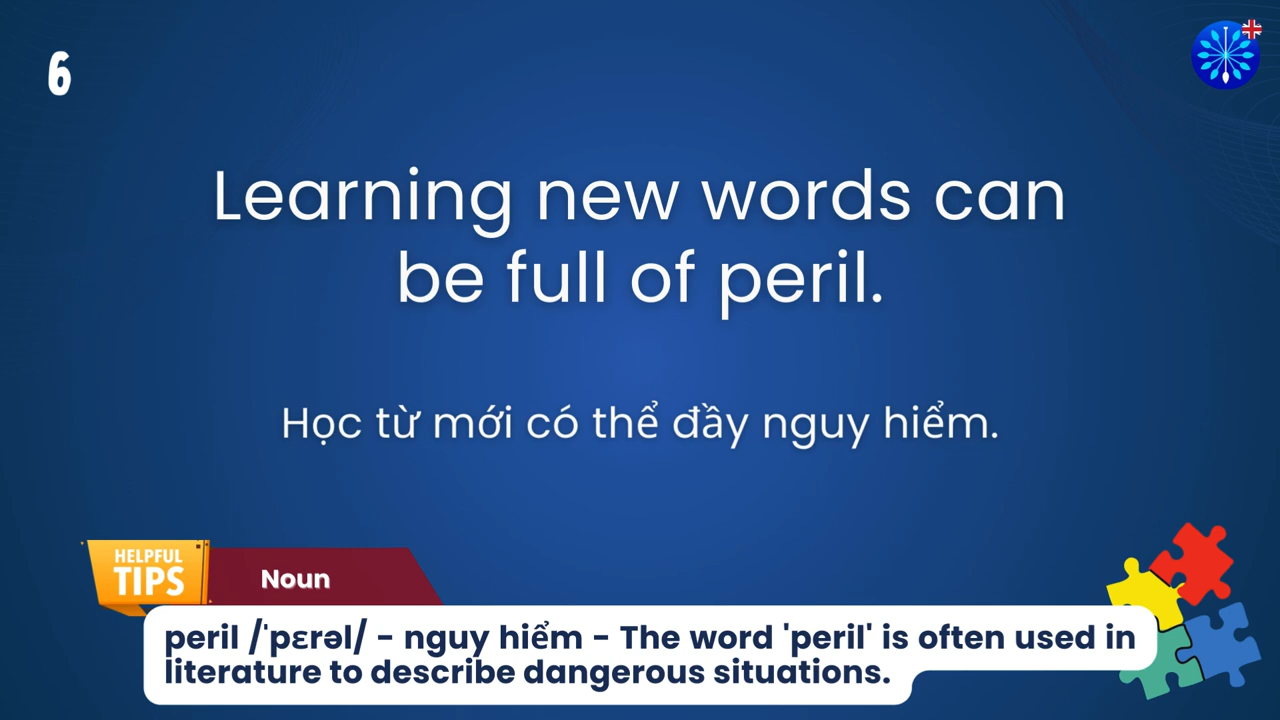 6
Learning new words can
be full of peril.
Học từ mới có thể đầy nguy hiểm.
HELPFUL
TIPS
Noun
peril /ˈpɛrəl/ - nguy hiểm - The word 'peril' is often used in
literature to describe dangerous situations.